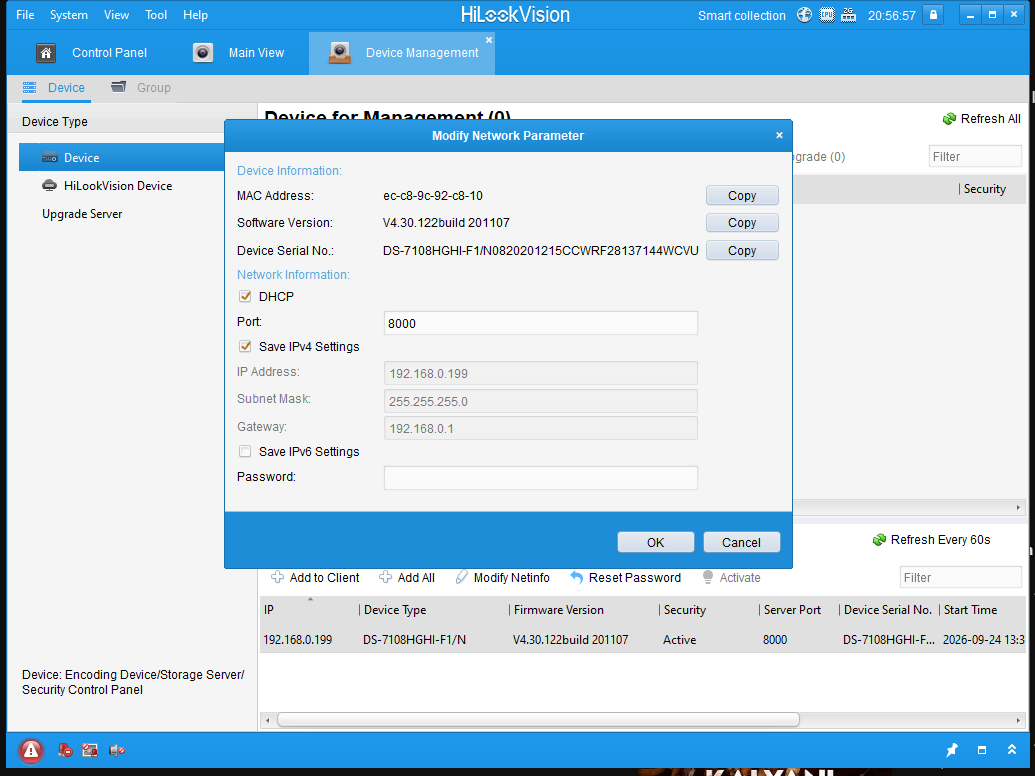 File System View Tool Help
HiLookVision
Smart collection 20:56:57
Control Panel
Main View
Device Management
Device
Group
Device Type
Device for Management (0)
Refresh All
Device
HiLookVision Device
Upgrade Server
Filter
Security
Modify Network Parameter
Device Information:
MAC Address: ec-c8-9c-92-c8-10 Copy
Software Version: V4.30.122build 201107 Copy
Device Serial No.: DS-7108HGHI-F1/N0820201215CCWRF28137144WCVU Copy
Network Information:
DHCP
Port: 8000
Save IPv4 Settings
IP Address: 192.168.0.199
Subnet Mask: 255.255.255.0
Gateway: 192.168.0.1
Save IPv6 Settings
Password:
OK Cancel
Refresh Every 60s
Add to Client Add All Modify Netinfo Reset Password Activate Filter
IP Device Type Firmware Version Security Server Port Device Serial No. Start Time
192.168.0.199 DS-7108HGHI-F1/N V4.30.122build 201107 Active 8000 DS-7108HGHI-F... 2026-09-24 13:3
Device: Encoding Device/Storage Server/
Security Control Panel